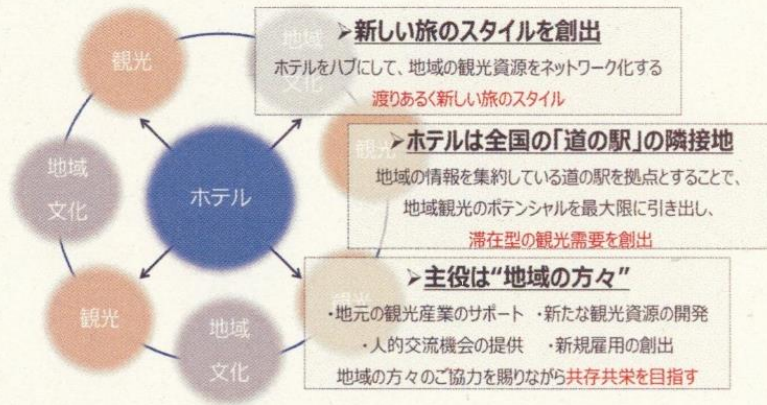 観光
地域
文化
観光
地域
文化
観光
地域
文化
観光
観光
ホテル
➢新しい旅のスタイルを創出
ホテルをハブにして、地域の観光資源をネットワーク化する
渡りあるく新しい旅のスタイル
➢ホテルは全国の「道の駅」の隣接地
地域の情報を集約している道の駅を拠点とすることで、
地域観光のポテンシャルを最大限に引き出し、
滞在型の観光需要を創出
➢主役は“地域の方々”
・地元の観光産業のサポート ・新たな観光資源の開発
・人的交流機会の提供 ・新規雇用の創出
地域の方々のご協力を賜りながら共存共栄を目指す